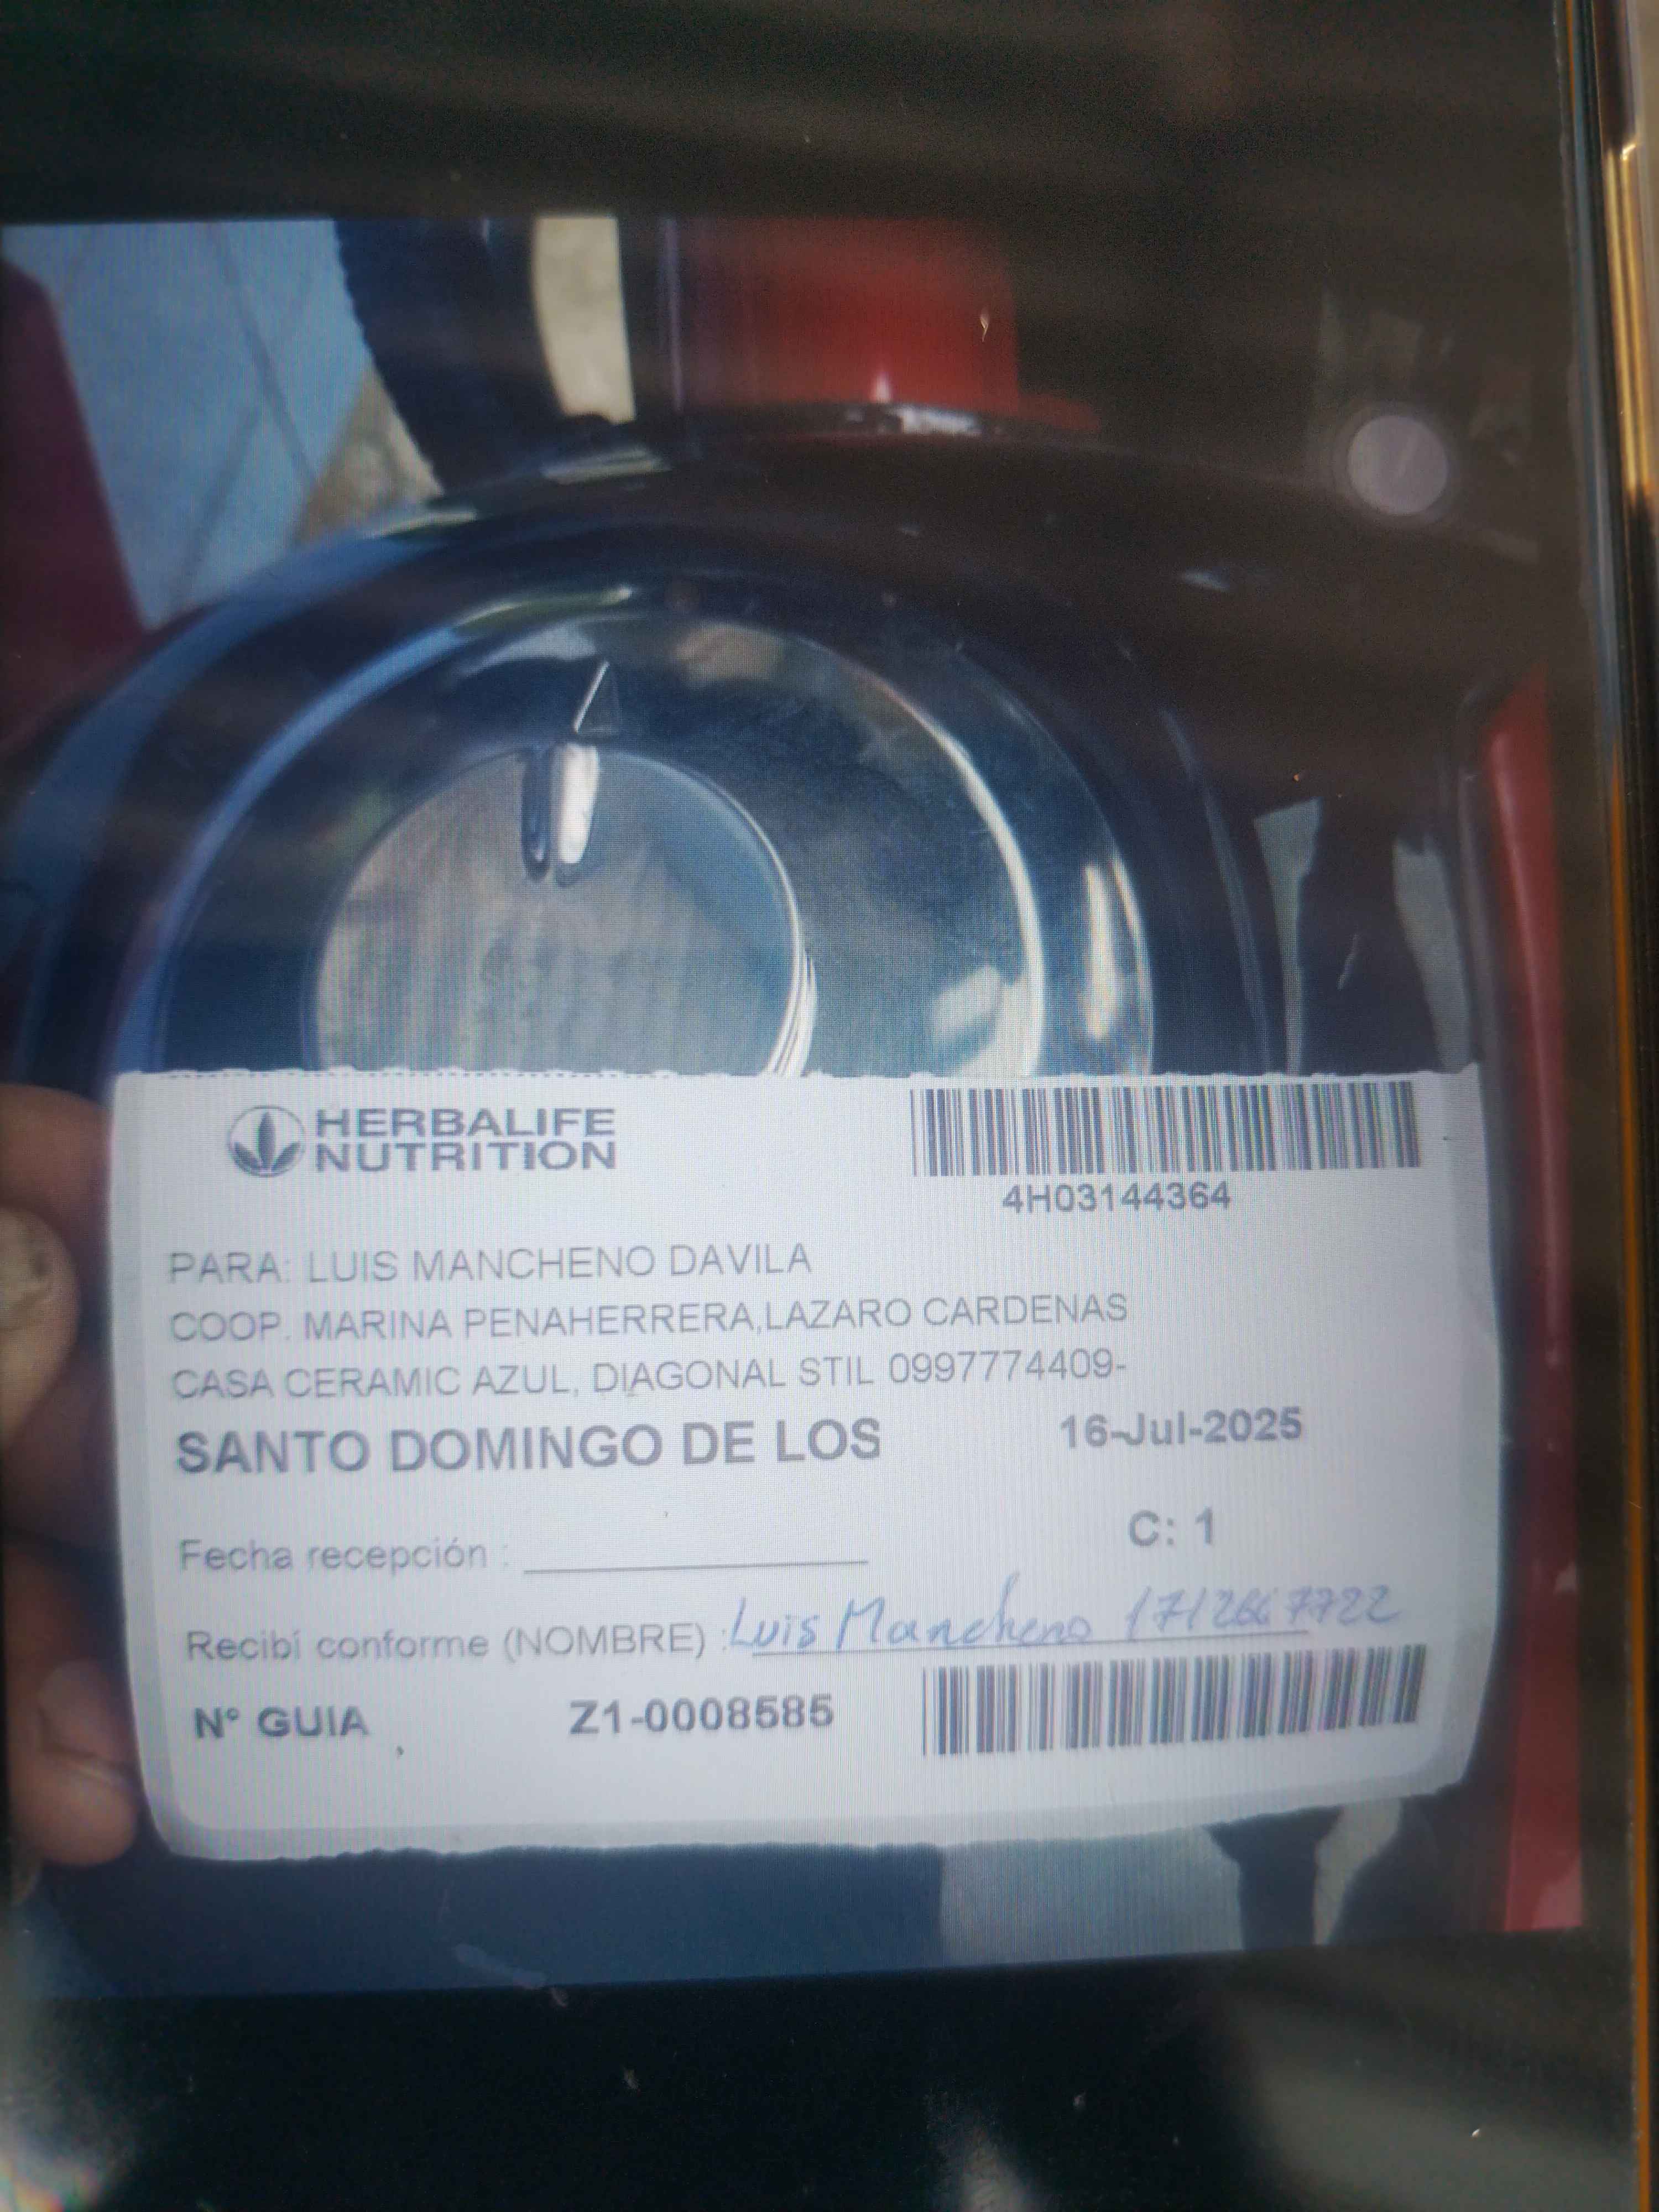 HERBALIFE
NUTRITION
4H03144364
PARA: LUIS MANCHENO DAVILA
COOP. MARINA PENAHERRERA,LAZARO CARDENAS
CASA CERAMIC AZUL, DIAGONAL STIL 0997774409-
SANTO DOMINGO DE LOS
16-Jul-2025
C: 1
Fecha recepción :
Recibí conforme (NOMBRE) : Luis Mancheno
N° GUIA Z1-0008585